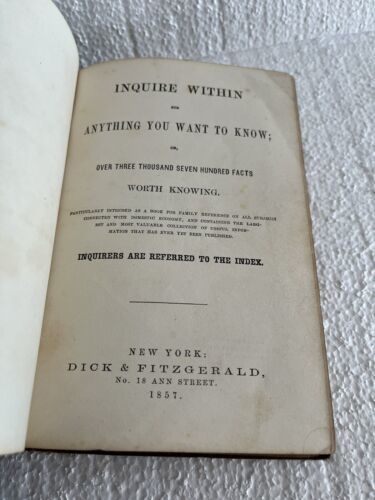 INQUIRE WITHIN
FOR
ANYTHING YOU WANT TO KNOW;
OR,
OVER THREE THOUSAND SEVEN HUNDRED FACTS
WORTH KNOWING.
PARTICULARLY INTENDED AS A BOOK FOR FAMILY REFERENCE ON ALL SUBJECTS
CONNECTED WITH DOMESTIC ECONOMY, AND CONTAINING THE LARG-
EST AND MOST VALUABLE COLLECTION OF USEFUL INFOR-
MATION THAT HAS EVER YET BEEN PUBLISHED.
INQUIRERS ARE REFERRED TO THE INDEX.
NEW YORK:
DICK & FITZGERALD,
No. 18 ANN STREET.
1857.